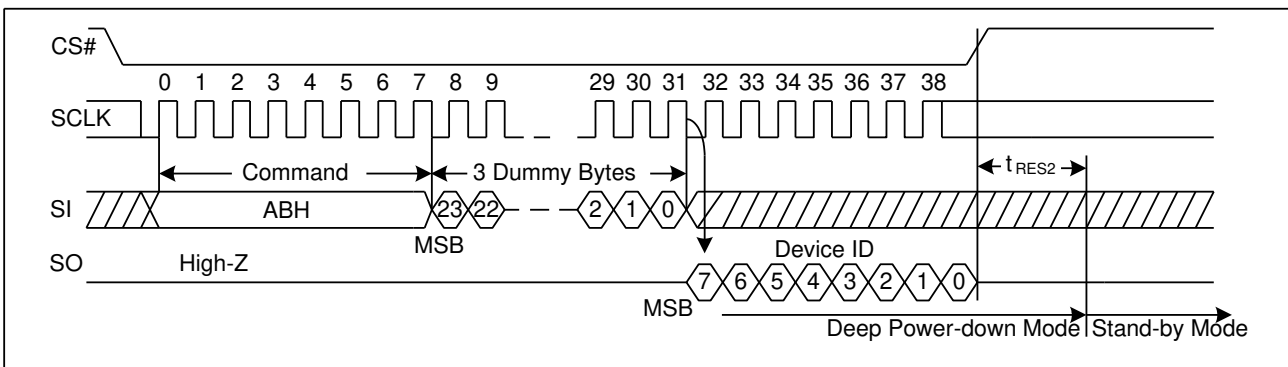 CS#
0 1 2 3 4 5 6 7 8 9 29 30 31 32 33 34 35 36 37 38
SCLK
Command 3 Dummy Bytes tRES2
SI ABH 23 22 2 1 0
MSB
SO High-Z Device ID
7 6 5 4 3 2 1 0
MSB
Deep Power-down Mode Stand-by Mode